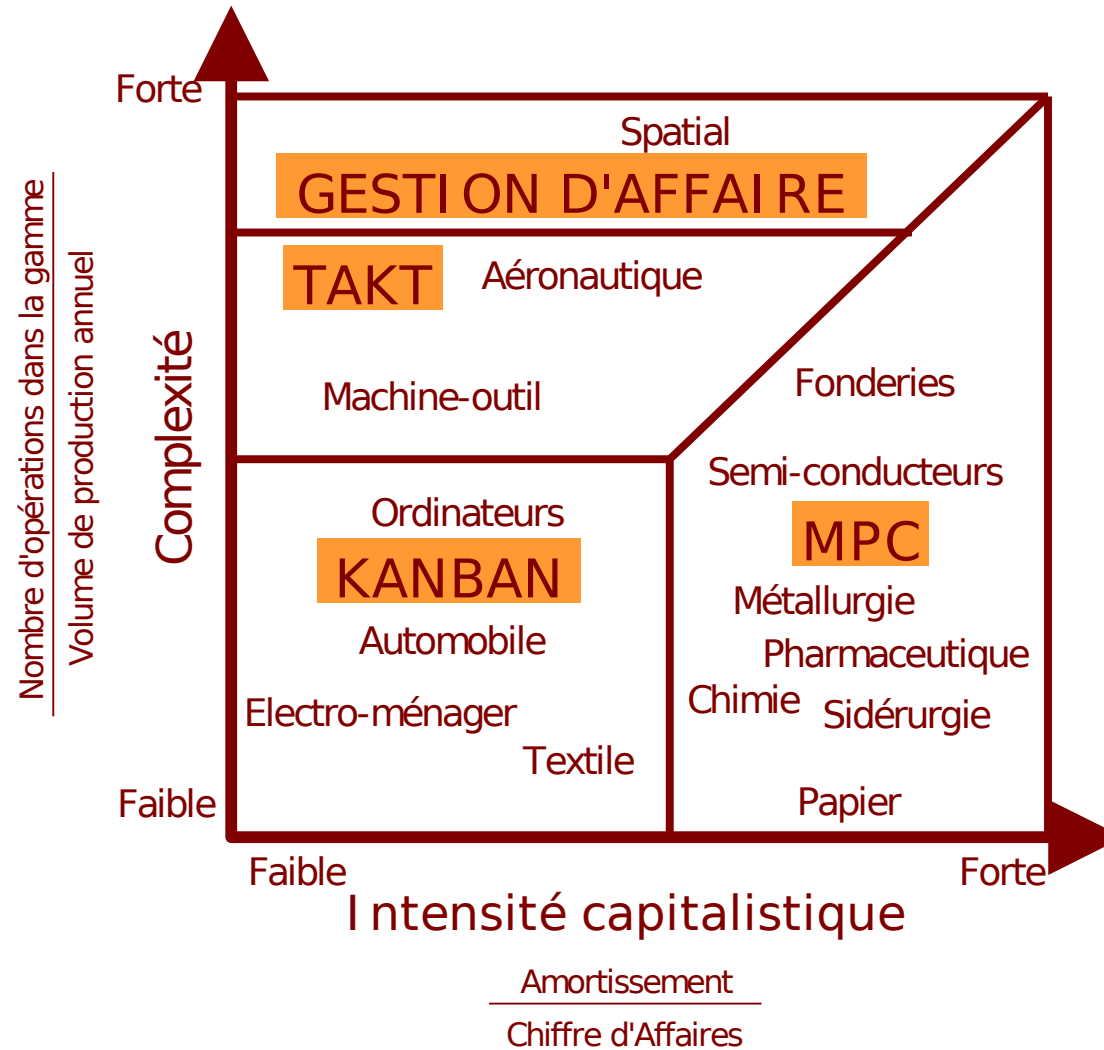 Forte
Spatial
GESTION D'AFFAIRE
TAKT
Aéronautique
Machine-outil
Fonderies
Semi-conducteurs
Ordinateurs
MPC
KANBAN
Métallurgie
Automobile
Pharmaceutique
Chimie
Sidérurgie
Electro-ménager
Textile
Papier
Faible
Nombre d'opérations dans la gamme
Volume de production annuel
Complexité
Faible
Forte
Intensité capitalistique
Amortissement
Chiffre d'Affaires